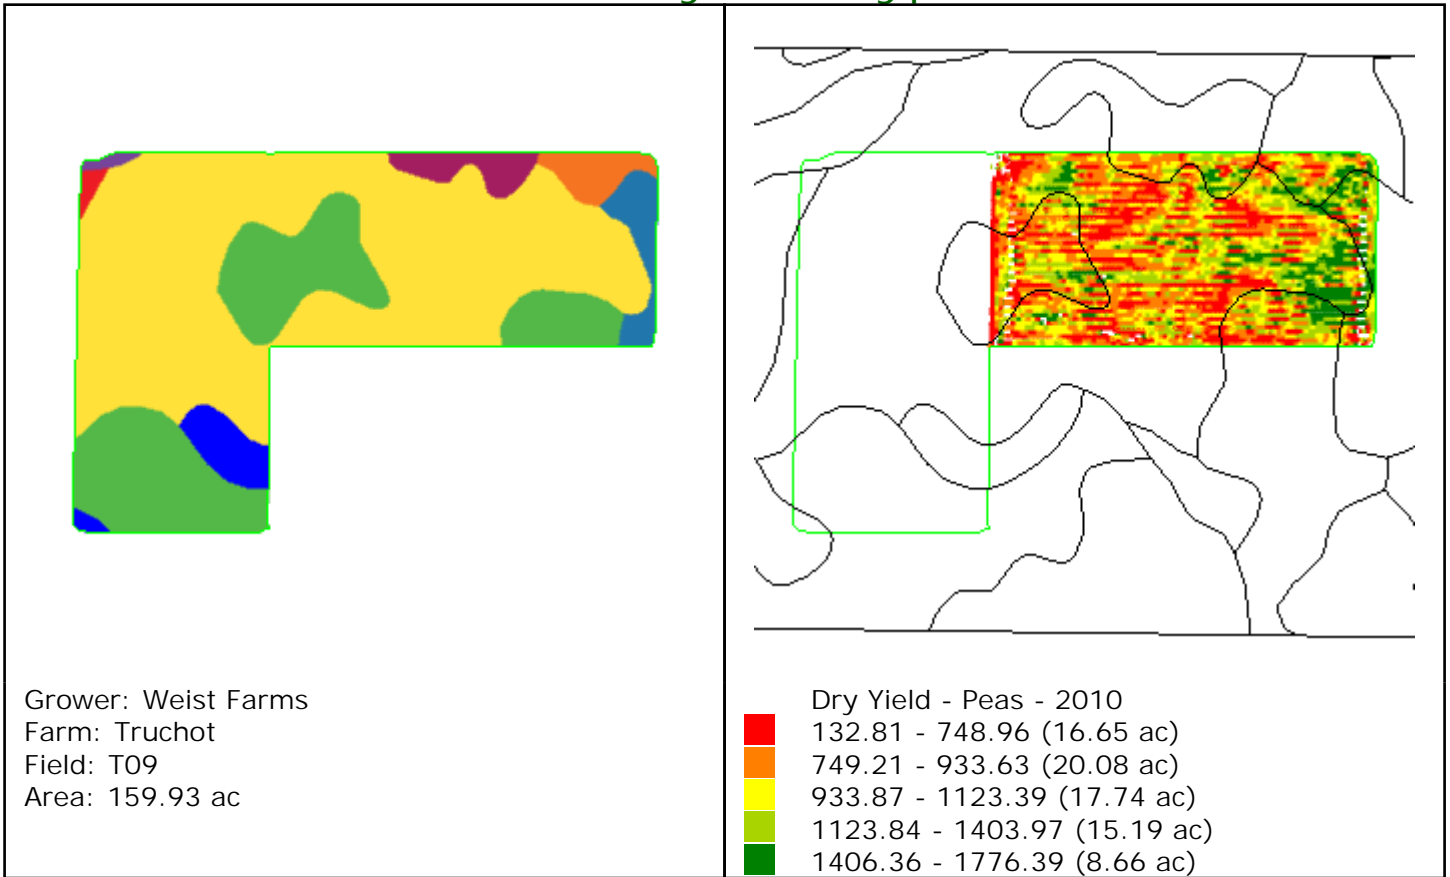 Grower: Weist Farms
Farm: Truchot
Field: T09
Area: 159.93 ac
Dry Yield - Peas - 2010
132.81 - 748.96 (16.65 ac)
749.21 - 933.63 (20.08 ac)
933.87 - 1123.39 (17.74 ac)
1123.84 - 1403.97 (15.19 ac)
1406.36 - 1776.39 (8.66 ac)